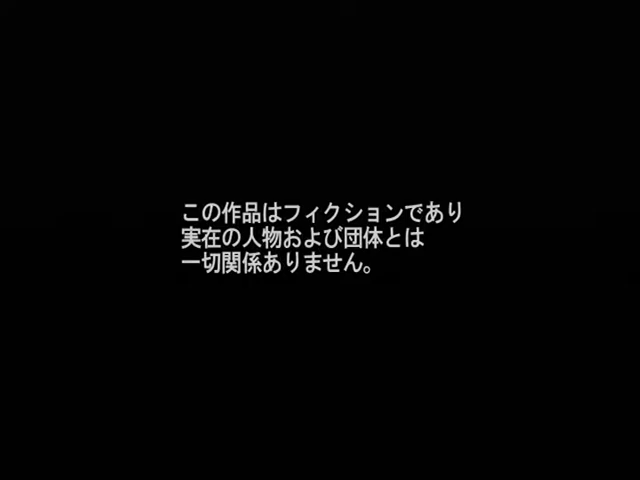 この作品はフィクションであり
実在の人物および団体とは
一切関係ありません。